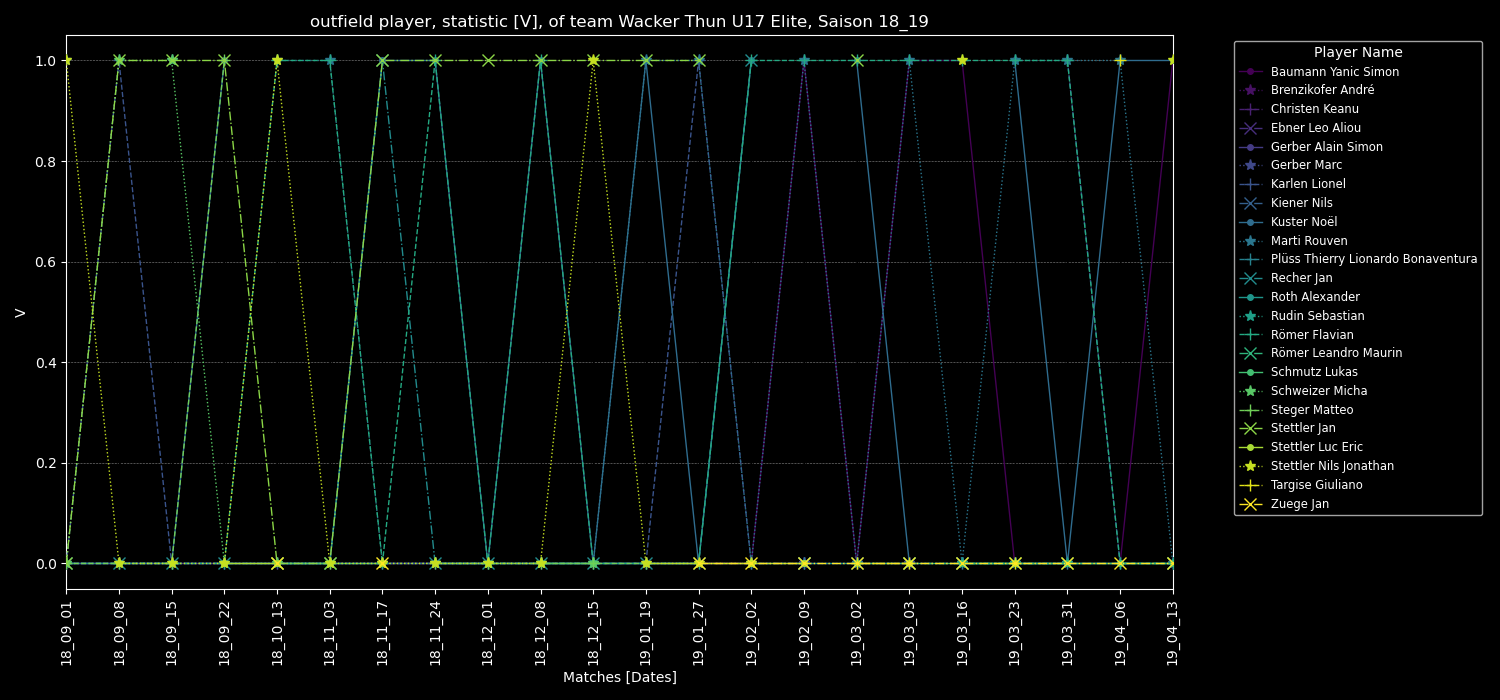 outfield player, statistic [V], of team Wacker Thun U17 Elite, Saison 18_19
V
1.0
0.8
0.6
0.4
0.2
0.0
18_09_01
18_09_08
18_09_15
18_09_22
18_10_13
18_11_03
18_11_17
18_11_24
18_12_01
18_12_08
18_12_15
19_01_19
19_01_27
19_02_02
19_02_09
19_03_02
19_03_03
19_03_16
19_03_23
19_03_31
19_04_06
19_04_13
Matches [Dates]
Player Name
Baumann Yanic Simon
Brenzikofer André
Christen Keanu
Ebner Leo Aliou
Gerber Alain Simon
Gerber Marc
Karlen Lionel
Kiener Nils
Kuster Noël
Marti Rouven
Plüss Thierry Lionardo Bonaventura
Recher Jan
Roth Alexander
Rudin Sebastian
Römer Flavian
Römer Leandro Maurin
Schmutz Lukas
Schweizer Micha
Steger Matteo
Stettler Jan
Stettler Luc Eric
Stettler Nils Jonathan
Targise Giuliano
Zuege Jan